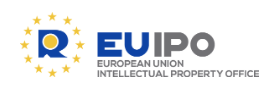 R
EUIPO
EUROPEAN UNION
INTELLECTUAL PROPERTY OFFICE